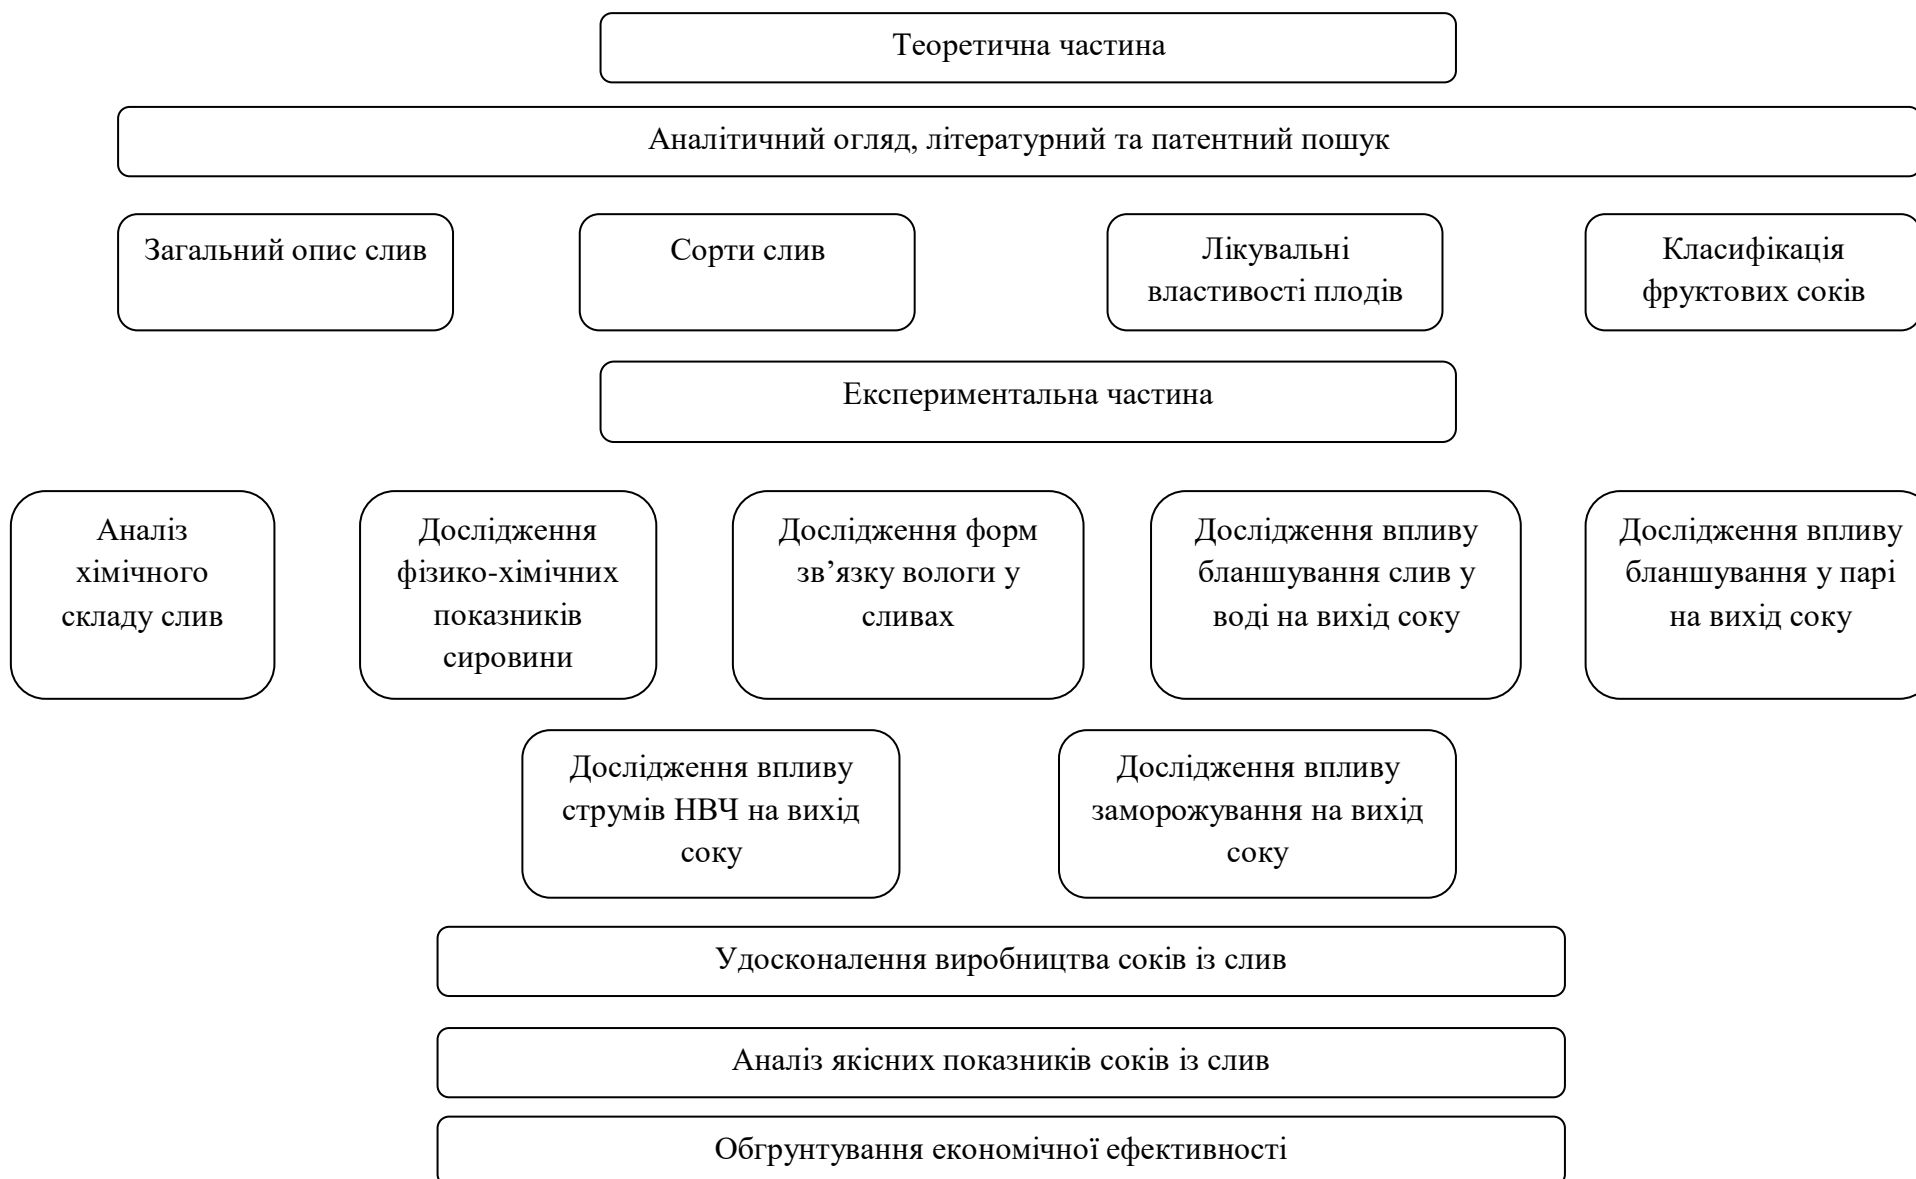 Теоретична частина
Аналітичний огляд, літературний та патентний пошук
Загальний опис слив
Сорти слив
Лікувальні
властивості плодів
Класифікація
фруктових соків
Експериментальна частина
Аналіз
хімічного
складу слив
Дослідження
фізико-хімічних
показників
сировини
Дослідження форм
зв’язку вологи у
сливах
Дослідження впливу
бланшування слив у
воді на вихід соку
Дослідження впливу
бланшування у парі
на вихід соку
Дослідження впливу
струмів НВЧ на вихід
соку
Дослідження впливу
заморожування на вихід
соку
Удосконалення виробництва соків із слив
Аналіз якісних показників соків із слив
Обгрунтування економічної ефективності